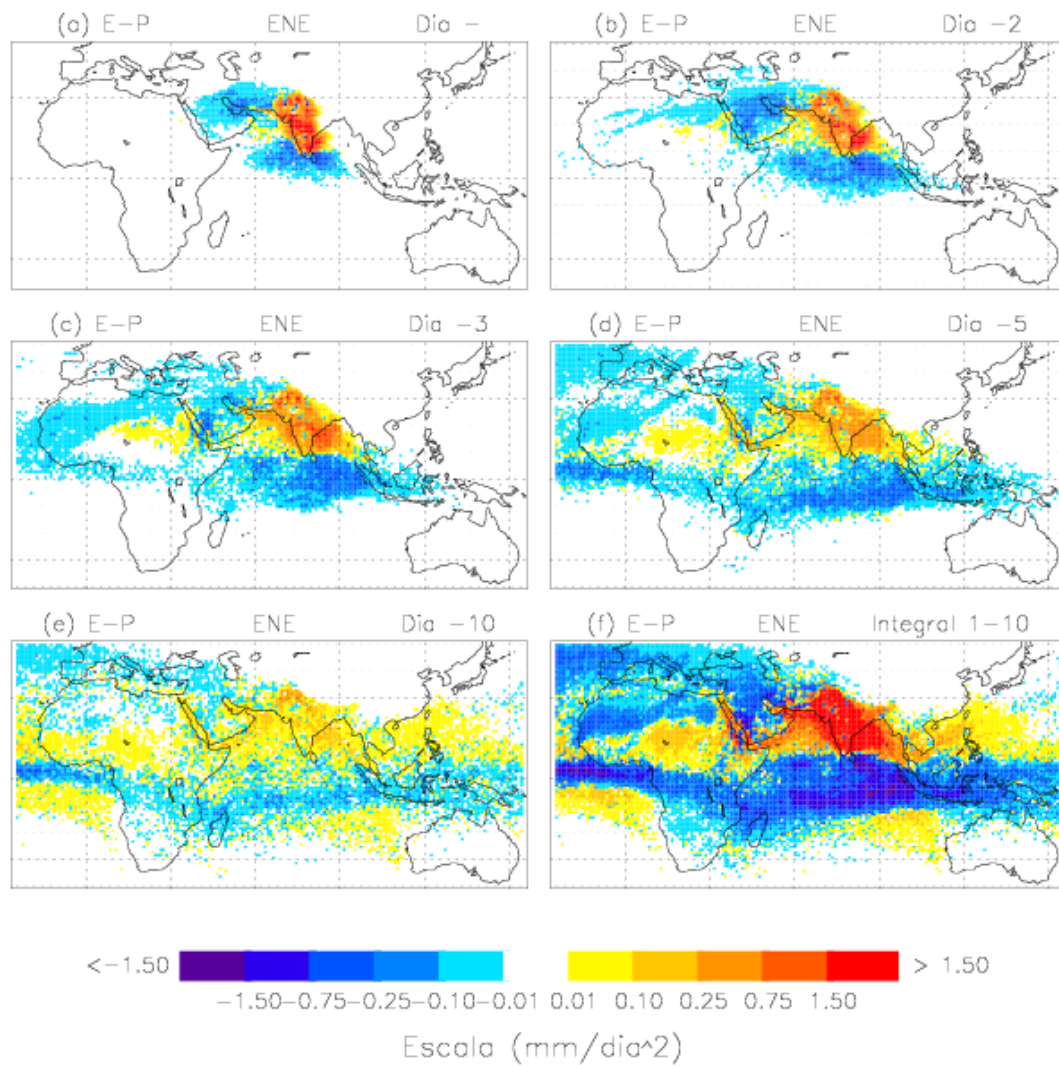 (a) E-P ENE Dia -
(b) E-P ENE Dia -2
(c) E-P ENE Dia -3
(d) E-P ENE Dia -5
(e) E-P ENE Dia -10
(f) E-P ENE Integral 1-10
<-1.50 > 1.50
-1.50 -0.75 -0.25 -0.10 -0.01 0.01 0.10 0.25 0.75 1.50
Escala (mm/dia^2)